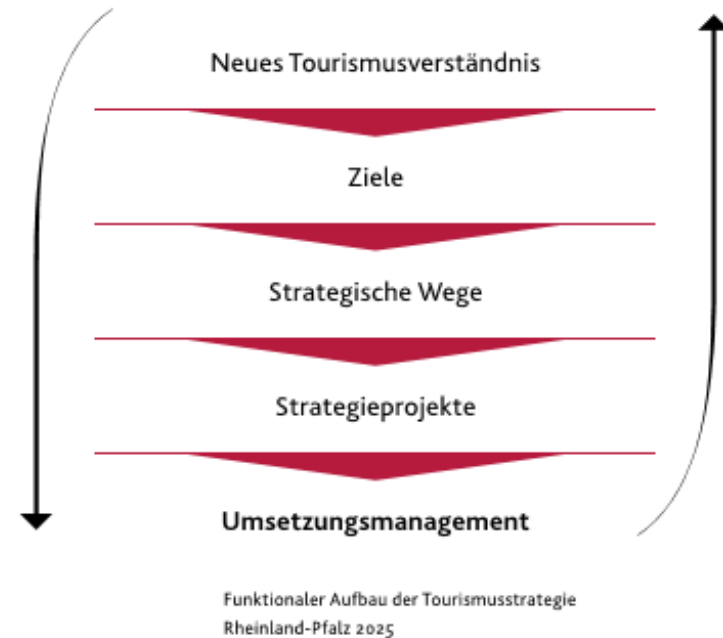 Neues Tourismusverständnis
Ziele
Strategische Wege
Strategieprojekte
Umsetzungsmanagement
Funktionaler Aufbau der Tourismusstrategie
Rheinland-Pfalz 2025